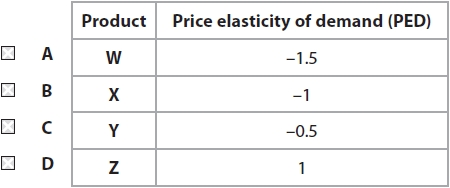 Product Price elasticity of demand (PED)
A W –1.5
B X –1
C Y –0.5
D Z 1